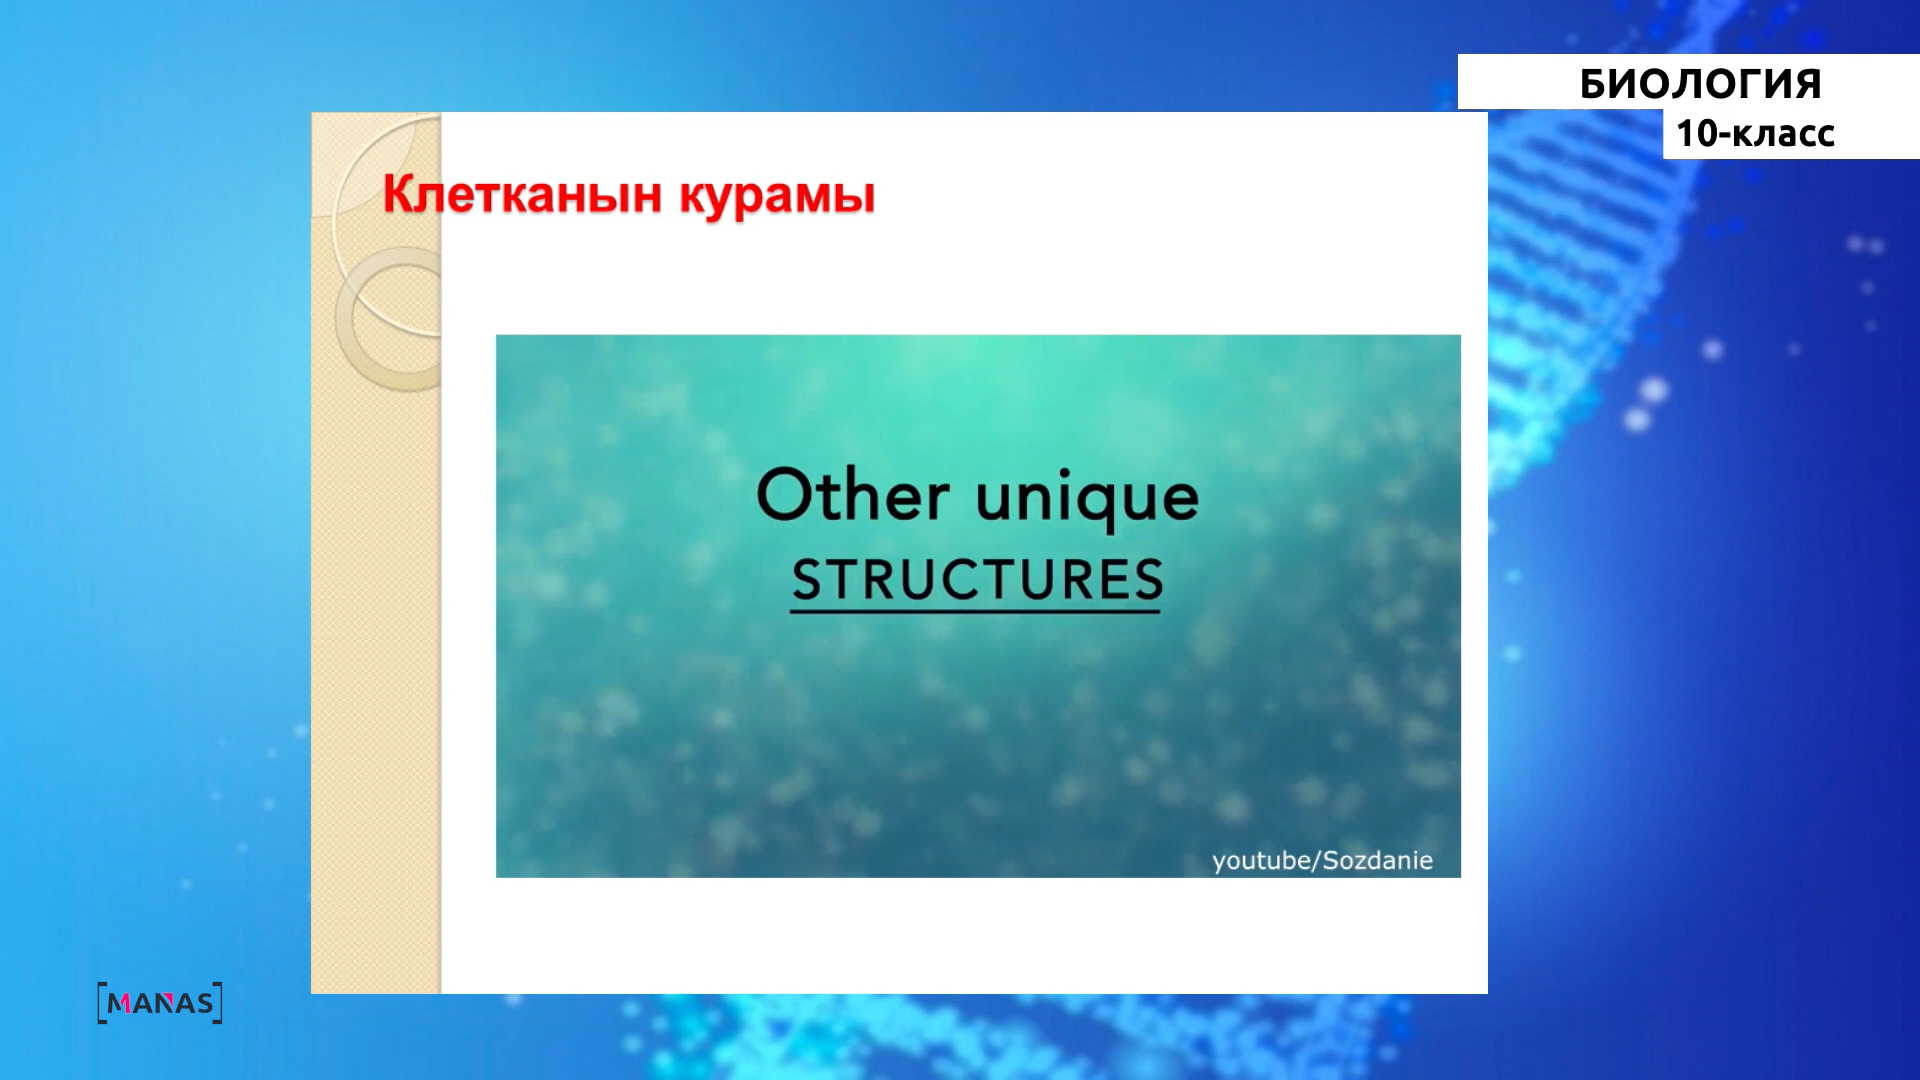 БИОЛОГИЯ
10-класс
Клетканын курамы
Other unique
STRUCTURES
youtube/Sozdanie
[MANAS]